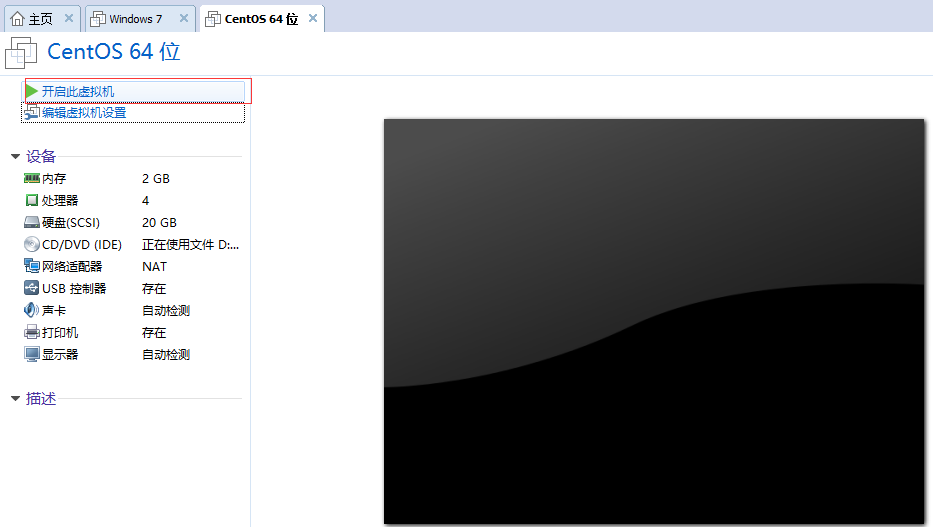 主页 Windows 7 CentOS 64 位
CentOS 64 位
开启此虚拟机
编辑虚拟机设置
设备
内存 2 GB
处理器 4
硬盘(SCSI) 20 GB
CD/DVD (IDE) 正在使用文件 D:...
网络适配器 NAT
USB 控制器 存在
声卡 自动检测
打印机 存在
显示器 自动检测
描述